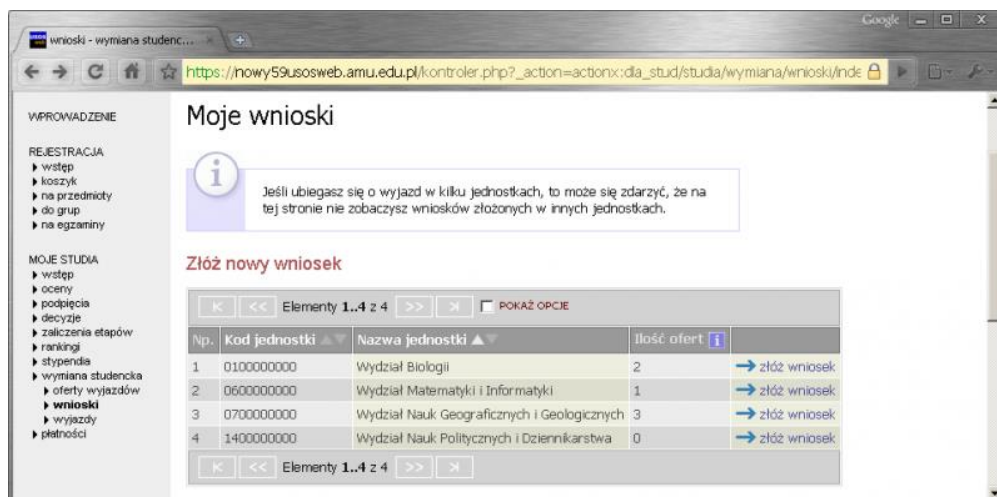 Google
wnioski - wymiana studenc...
https://nowy59usosweb.amu.edu.pl/kontroler.php?_action=actionx:dla_stud/studia/wymiana/wnioski/inde
WPROWADZENIE
REJESTRACJA
wstęp
koszyk
na przedmioty
do grup
na egzaminy
MOJE STUDIA
wstęp
oceny
podpięcia
decyzje
zaliczenia etapów
rankingi
stypendia
wymiana studencka
oferty wyjazdów
wnioski
wyjazdy
płatności
Moje wnioski
i
Jeśli ubiegasz się o wyjazd w kilku jednostkach, to może się zdarzyć, że na
tej stronie nie zobaczysz wniosków złożonych w innych jednostkach.
Złóż nowy wniosek
K << Elementy 1..4 z 4 >> >| POKAŻ OPCJE
Np. Kod jednostki Nazwa jednostki Ilość ofert i
1 0100000000 Wydział Biologii 2 złóż wniosek
2 0600000000 Wydział Matematyki i Informatyki 1 złóż wniosek
3 0700000000 Wydział Nauk Geograficznych i Geologicznych 3 złóż wniosek
4 1400000000 Wydział Nauk Politycznych i Dziennikarstwa 0 złóż wniosek
K << Elementy 1..4 z 4 >> >|